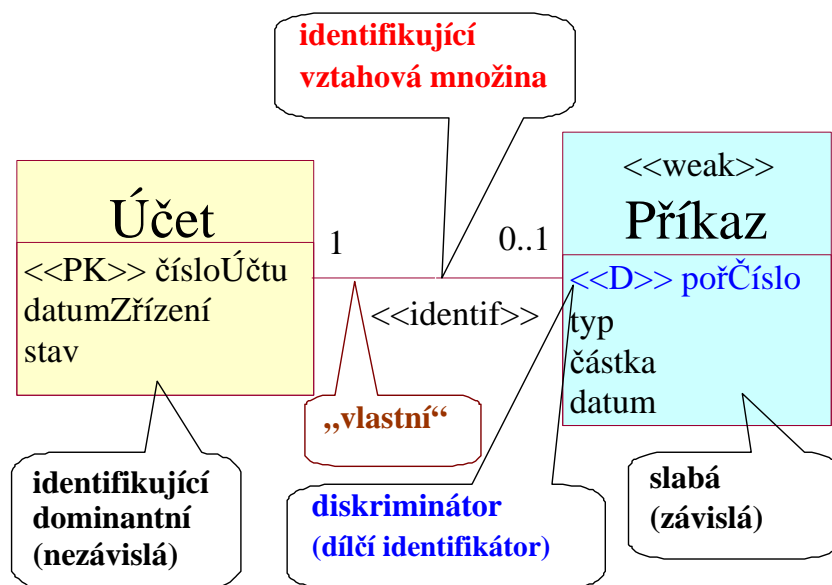 identifikující
vztahová množina
Účet
<<PK>> čísloÚčtu
datumZřízení
stav
1
0..1
<<identif>>
<<weak>>
Příkaz
<<D>> pořČíslo
typ
částka
datum
„vlastní“
identifikující
dominantní
(nezávislá)
diskriminátor
(dílčí identifikátor)
slabá
(závislá)